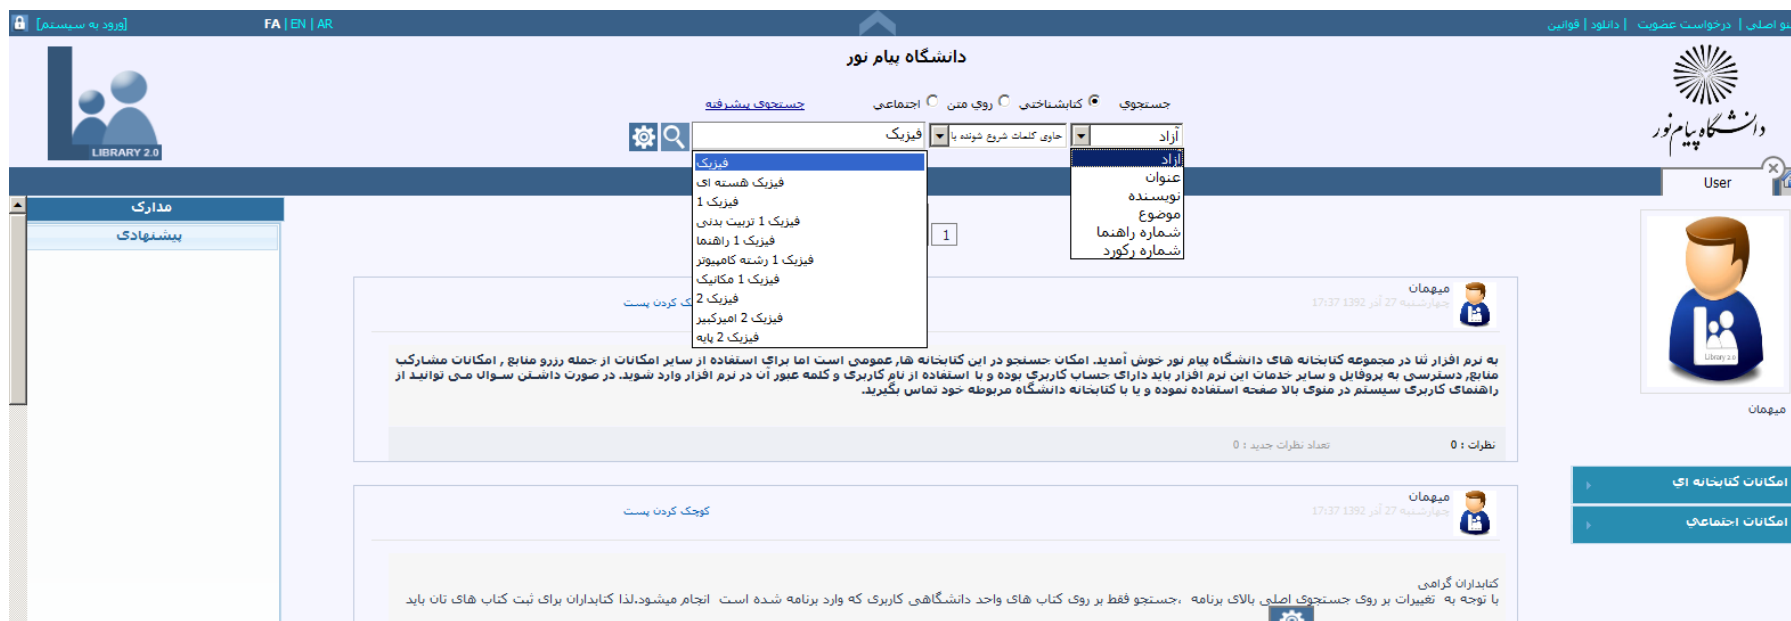 منو اصلی | درخواست عضویت | دانلود | قوانین
FA | EN | AR
[ورود به سیستم]
دانشگاه پیام نور
دانشگاه پیام نور
LIBRARY 2.0
جستجوي کتابشناختي روي متن اجتماعي
جستجوی پیشرفته
آزاد
حاوی کلمات شروع شونده با
فیزیک
آزاد
عنوان
نویسنده
موضوع
شماره راهنما
شماره رکورد
فیزیک
فیزیک هسته ای
فیزیک 1
فیزیک 1 تربیت بدنی
فیزیک 1 راهنما
فیزیک 1 رشته کامپیوتر
فیزیک 1 مکانیک
فیزیک 2
فیزیک 2 امیرکبیر
فیزیک 2 پایه
User
1
مدارک
پیشنهادی
Library 2.0
میهمان
امکانات کتابخانه اي
امکانات اجتماعي
میهمان
چهارشنبه 27 آذر 1392 17:37
کردن پست
به نرم افزار ثنا در مجموعه کتابخانه های دانشگاه پیام نور خوش آمدید. امکان جستجو در این کتابخانه ها, عمومی است اما برای استفاده از سایر امکانات از جمله رزرو منابع , امکانات مشارکت
منابع, دسترسی به پروفایل و سایر خدمات این نرم افزار باید دارای حساب کاربری بوده و با استفاده از نام کاربری و کلمه عبور آن در نرم افزار وارد شوید. در صورت داشتن سوال می توانید از
راهنمای کاربری سیستم در منوی بالا صفحه استفاده نموده و یا با کتابخانه دانشگاه مربوطه خود تماس بگیرید.
نظرات : 0
تعداد نظرات جدید : 0
میهمان
چهارشنبه 27 آذر 1392 17:37
کوچک کردن پست
کتابداران گرامی
با توجه به تغییرات بر روی جستجوی اصلی بالای برنامه ،جستجو فقط بر روی کتاب های واحد دانشگاهی کاربری که وارد برنامه شده است انجام میشود.لذا کتابداران برای ثبت کتاب های تان باید